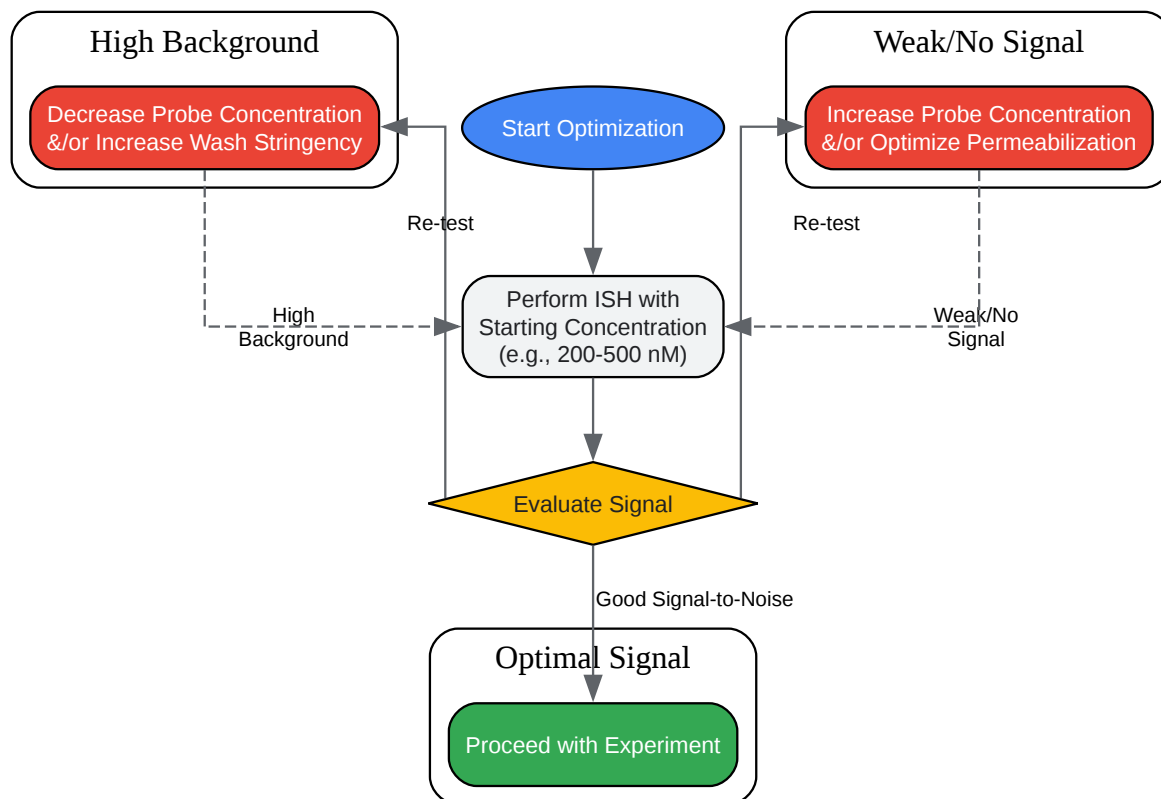 High Background
Decrease Probe Concentration
&/or Increase Wash Stringency
Start Optimization
Weak/No Signal
Increase Probe Concentration
&/or Optimize Permeabilization
Re-test
Re-test
High
Background
Perform ISH with
Starting Concentration
(e.g., 200-500 nM)
Weak/No
Signal
Evaluate Signal
Good Signal-to-Noise
Optimal Signal
Proceed with Experiment